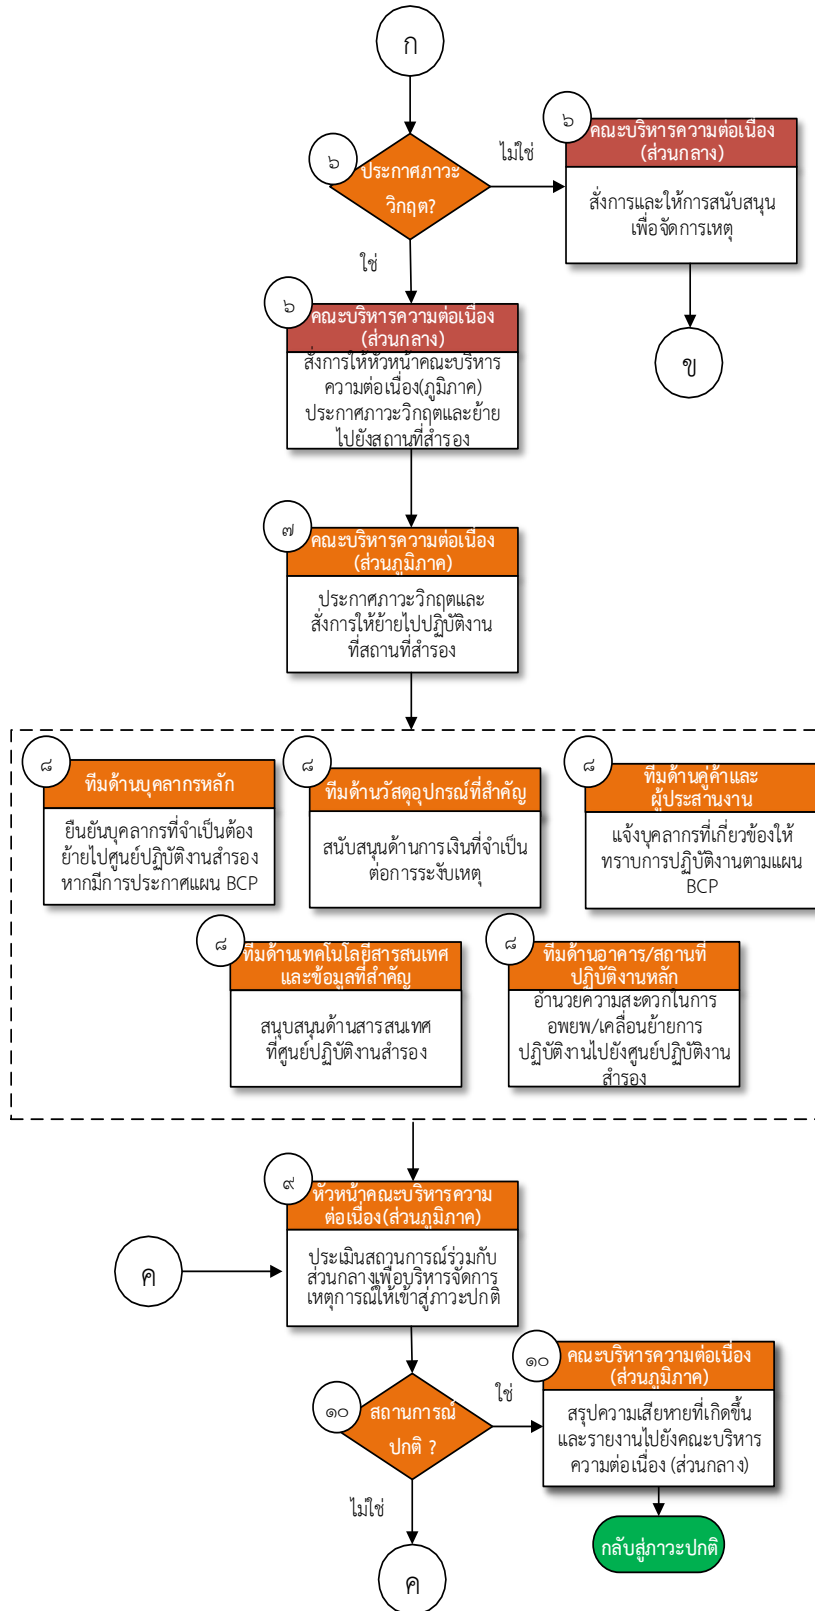 ก
๖
ประกาศภาวะ
วิกฤต?
ไม่ใช่
๖
คณะบริหารความต่อเนื่อง
(ส่วนกลาง)
สั่งการและให้การสนับสนุน
เพื่อจัดการเหตุ
ข
ใช่
๖
คณะบริหารความต่อเนื่อง
(ส่วนกลาง)
สั่งการให้หัวหน้าคณะบริหาร
ความต่อเนื่อง(ภูมิภาค)
ประกาศภาวะวิกฤตและย้าย
ไปยังสถานที่สำรอง
๗
คณะบริหารความต่อเนื่อง
(ส่วนภูมิภาค)
ประกาศภาวะวิกฤตและ
สั่งการให้ย้ายไปปฏิบัติงาน
ที่สถานที่สำรอง
๘
ทีมด้านบุคลากรหลัก
ยืนยันบุคลากรที่จำเป็นต้อง
ย้ายไปศูนย์ปฏิบัติงานสำรอง
หากมีการประกาศแผน BCP
๘
ทีมด้านวัสดุอุปกรณ์ที่สำคัญ
สนับสนุนด้านการเงินที่จำเป็น
ต่อการระงับเหตุ
๘
ทีมด้านคู่ค้าและ
ผู้ประสานงาน
แจ้งบุคลากรที่เกี่ยวข้องให้
ทราบการปฏิบัติงานตามแผน
BCP
๘
ทีมด้านเทคโนโลยีสารสนเทศ
และข้อมูลที่สำคัญ
สนุบสนุนด้านสารสนเทศ
ที่ศูนย์ปฏิบัติงานสำรอง
๘
ทีมด้านอาคาร/สถานที่
ปฏิบัติงานหลัก
อำนวยความสะดวกในการ
อพยพ/เคลื่อนย้ายการ
ปฏิบัติงานไปยังศูนย์ปฏิบัติงาน
สำรอง
๙
หัวหน้าคณะบริหารความ
ต่อเนื่อง(ส่วนภูมิภาค)
ประเมินสถานการณ์ร่วมกับ
ส่วนกลางเพื่อบริหารจัดการ
เหตุการณ์ให้เข้าสู่ภาวะปกติ
ค
๑๐
สถานการณ์
ปกติ ?
ใช่
๑๐
คณะบริหารความต่อเนื่อง
(ส่วนภูมิภาค)
สรุปความเสียหายที่เกิดขึ้น
และรายงานไปยังคณะบริหาร
ความต่อเนื่อง (ส่วนกลาง)
กลับสู่ภาวะปกติ
ไม่ใช่
ค